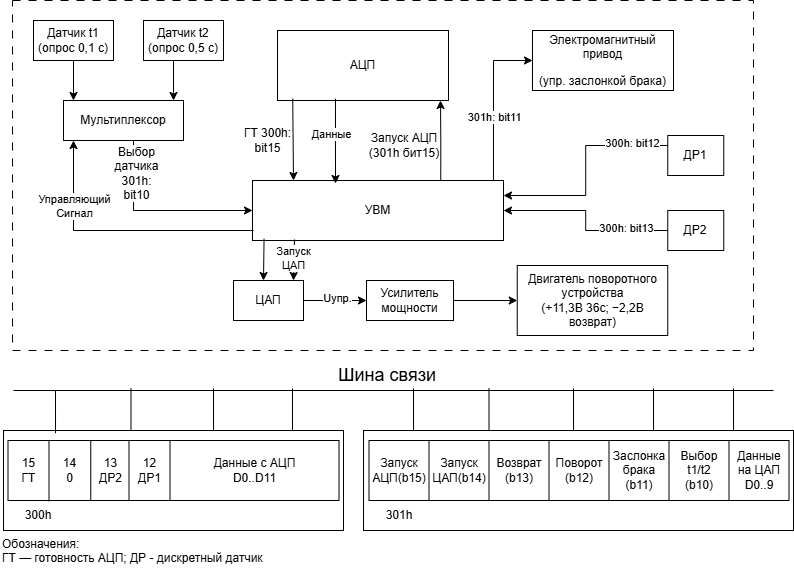 Датчик t1
(опрос 0,1 с)
Датчик t2
(опрос 0,5 с)
АЦП
Электромагнитный
привод
(упр. заслонкой брака)
Мультиплексор
ГТ 300h:
bit15
Данные
Запуск АЦП
(301h бит15)
301h: bit11
300h: bit12
ДР1
Выбор
датчика
301h:
bit10
Управляющий
Сигнал
УВМ
300h: bit13
ДР2
Запуск
ЦАП
ЦАП
Uупр.
Усилитель
мощности
Двигатель поворотного
устройства
(+11,3В 36с; −2,2В
возврат)
Шина связи
15
ГТ
14
0
13
ДР2
12
ДР1
Данные с АЦП
D0..D11
300h
Запуск
АЦП(b15)
Запуск
ЦАП(b14)
Возврат
(b13)
Поворот
(b12)
Заслонка
брака
(b11)
Выбор
t1/t2
(b10)
Данные
на ЦАП
D0..9
301h
Обозначения:
ГТ — готовность АЦП; ДР - дискретный датчик